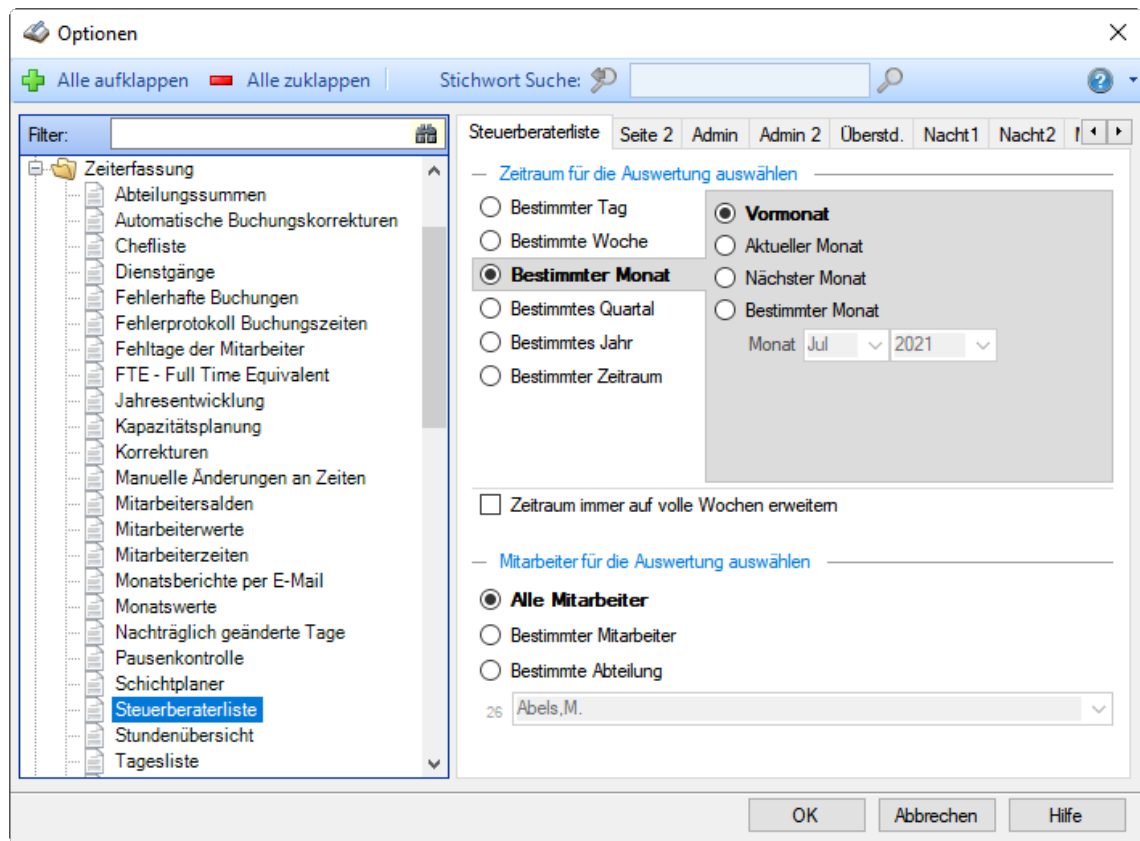 Optionen
Alle aufklappen Alle zuklappen Stichwort Suche:
Filter:
Zeiterfassung
Abteilungssummen
Automatische Buchungskorrekturen
Chefliste
Dienstgänge
Fehlerhafte Buchungen
Fehlerprotokoll Buchungszeiten
Fehltage der Mitarbeiter
FTE - Full Time Equivalent
Jahresentwicklung
Kapazitätsplanung
Korrekturen
Manuelle Änderungen an Zeiten
Mitarbeitersalden
Mitarbeiterwerte
Mitarbeiterzeiten
Monatsberichte per E-Mail
Monatswerte
Nachträglich geänderte Tage
Pausenkontrolle
Schichtplaner
Steuerberaterliste
Stundenübersicht
Tagesliste
Steuerberaterliste Seite 2 Admin Admin 2 Überstd. Nacht1 Nacht2
Zeitraum für die Auswertung auswählen
Bestimmter Tag
Bestimmte Woche
Bestimmter Monat
Bestimmtes Quartal
Bestimmtes Jahr
Bestimmter Zeitraum
Vormonat
Aktueller Monat
Nächster Monat
Bestimmter Monat
Monat Jul 2021
Zeitraum immer auf volle Wochen erweitern
Mitarbeiter für die Auswertung auswählen
Alle Mitarbeiter
Bestimmter Mitarbeiter
Bestimmte Abteilung
26 Abels,M.
OK Abbrechen Hilfe